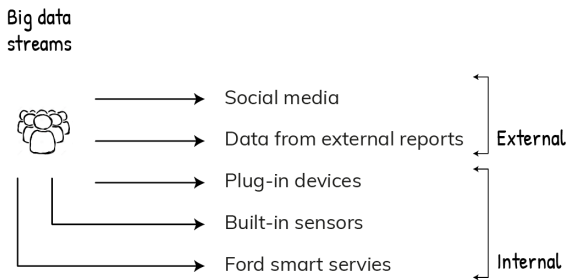 Big data
streams
Social media
Data from external reports
External
Plug-in devices
Built-in sensors
Ford smart servies
Internal